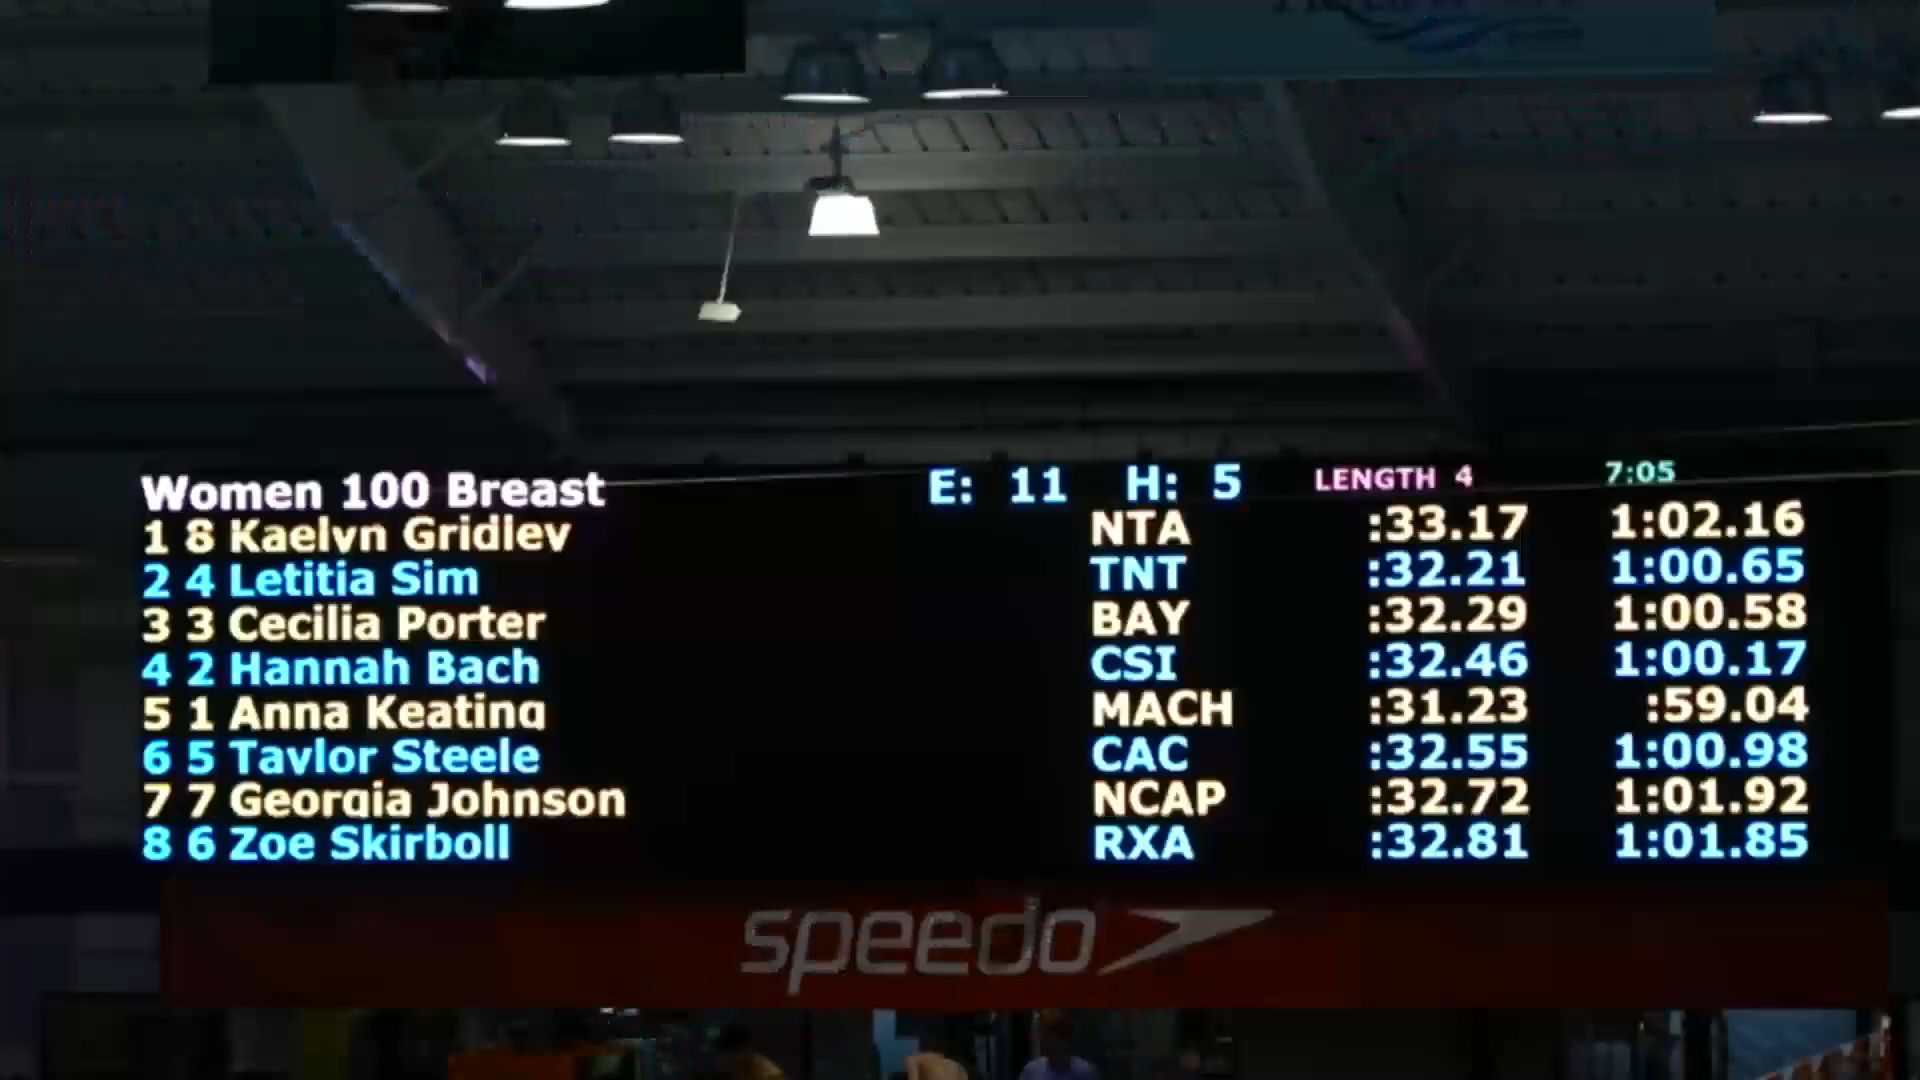 Women 100 Breast E: 11 H: 5 LENGTH 4 7:05
1 8 Kaelyn Gridley NTA :33.17 1:02.16
2 4 Letitia Sim TNT :32.21 1:00.65
3 3 Cecilia Porter BAY :32.29 1:00.58
4 2 Hannah Bach CSI :32.46 1:00.17
5 1 Anna Keating MACH :31.23 :59.04
6 5 Taylor Steele CAC :32.55 1:00.98
7 7 Georgia Johnson NCAP :32.72 1:01.92
8 6 Zoe Skirboll RXA :32.81 1:01.85
speedo